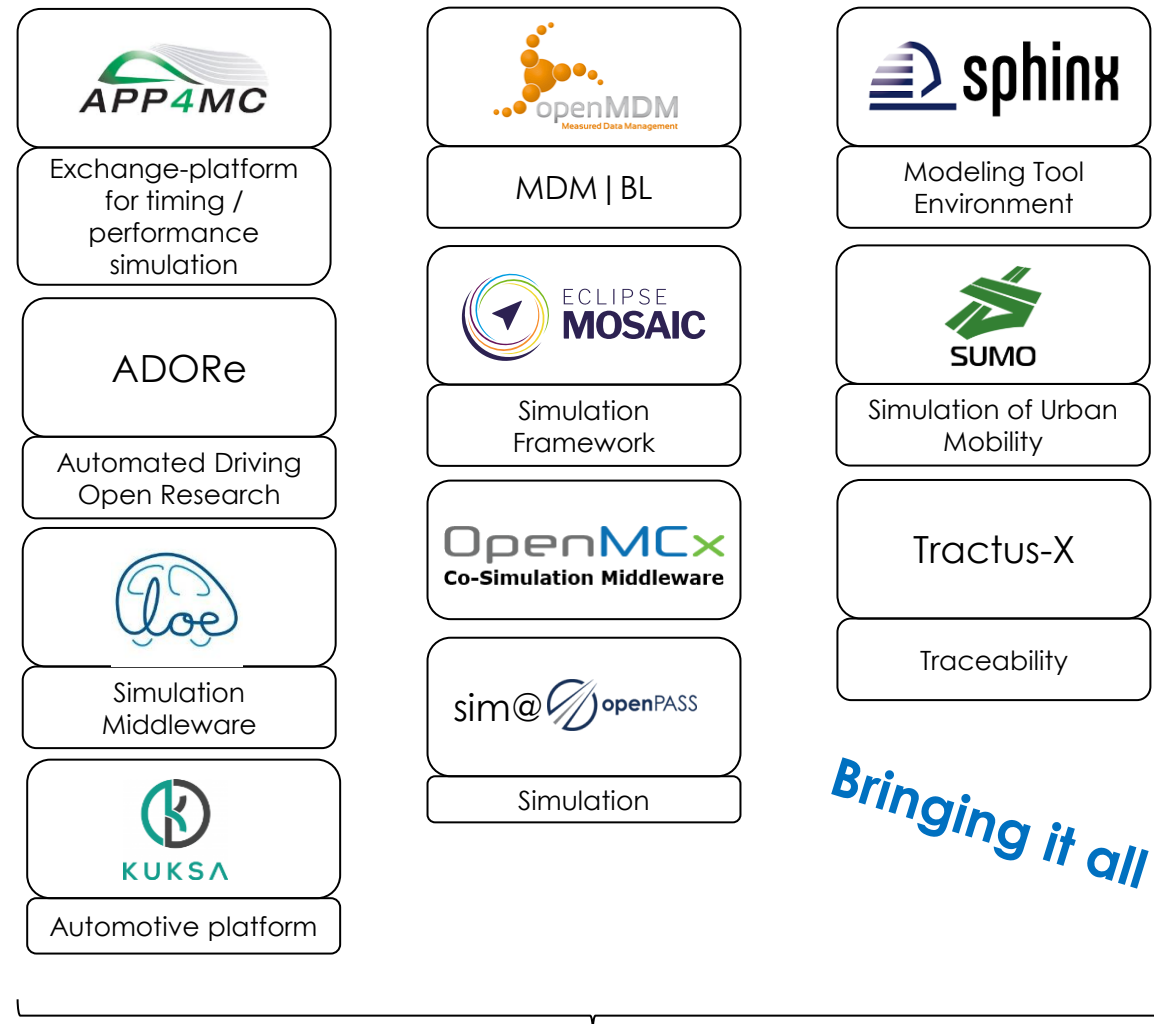 APP4MC
Exchange-platform
for timing /
performance
simulation
ADORe
Automated Driving
Open Research
loe
Simulation
Middleware
KUKSA
Automotive platform
openMDM
Measured Data Management
MDM|BL
ECLIPSE
MOSAIC
Simulation
Framework
OpenMCx
Co-Simulation Middleware
sim@ openPASS
Simulation
sphinx
Modeling Tool
Environment
SUMO
Simulation of Urban
Mobility
Tractus-X
Traceability
Bringing it all